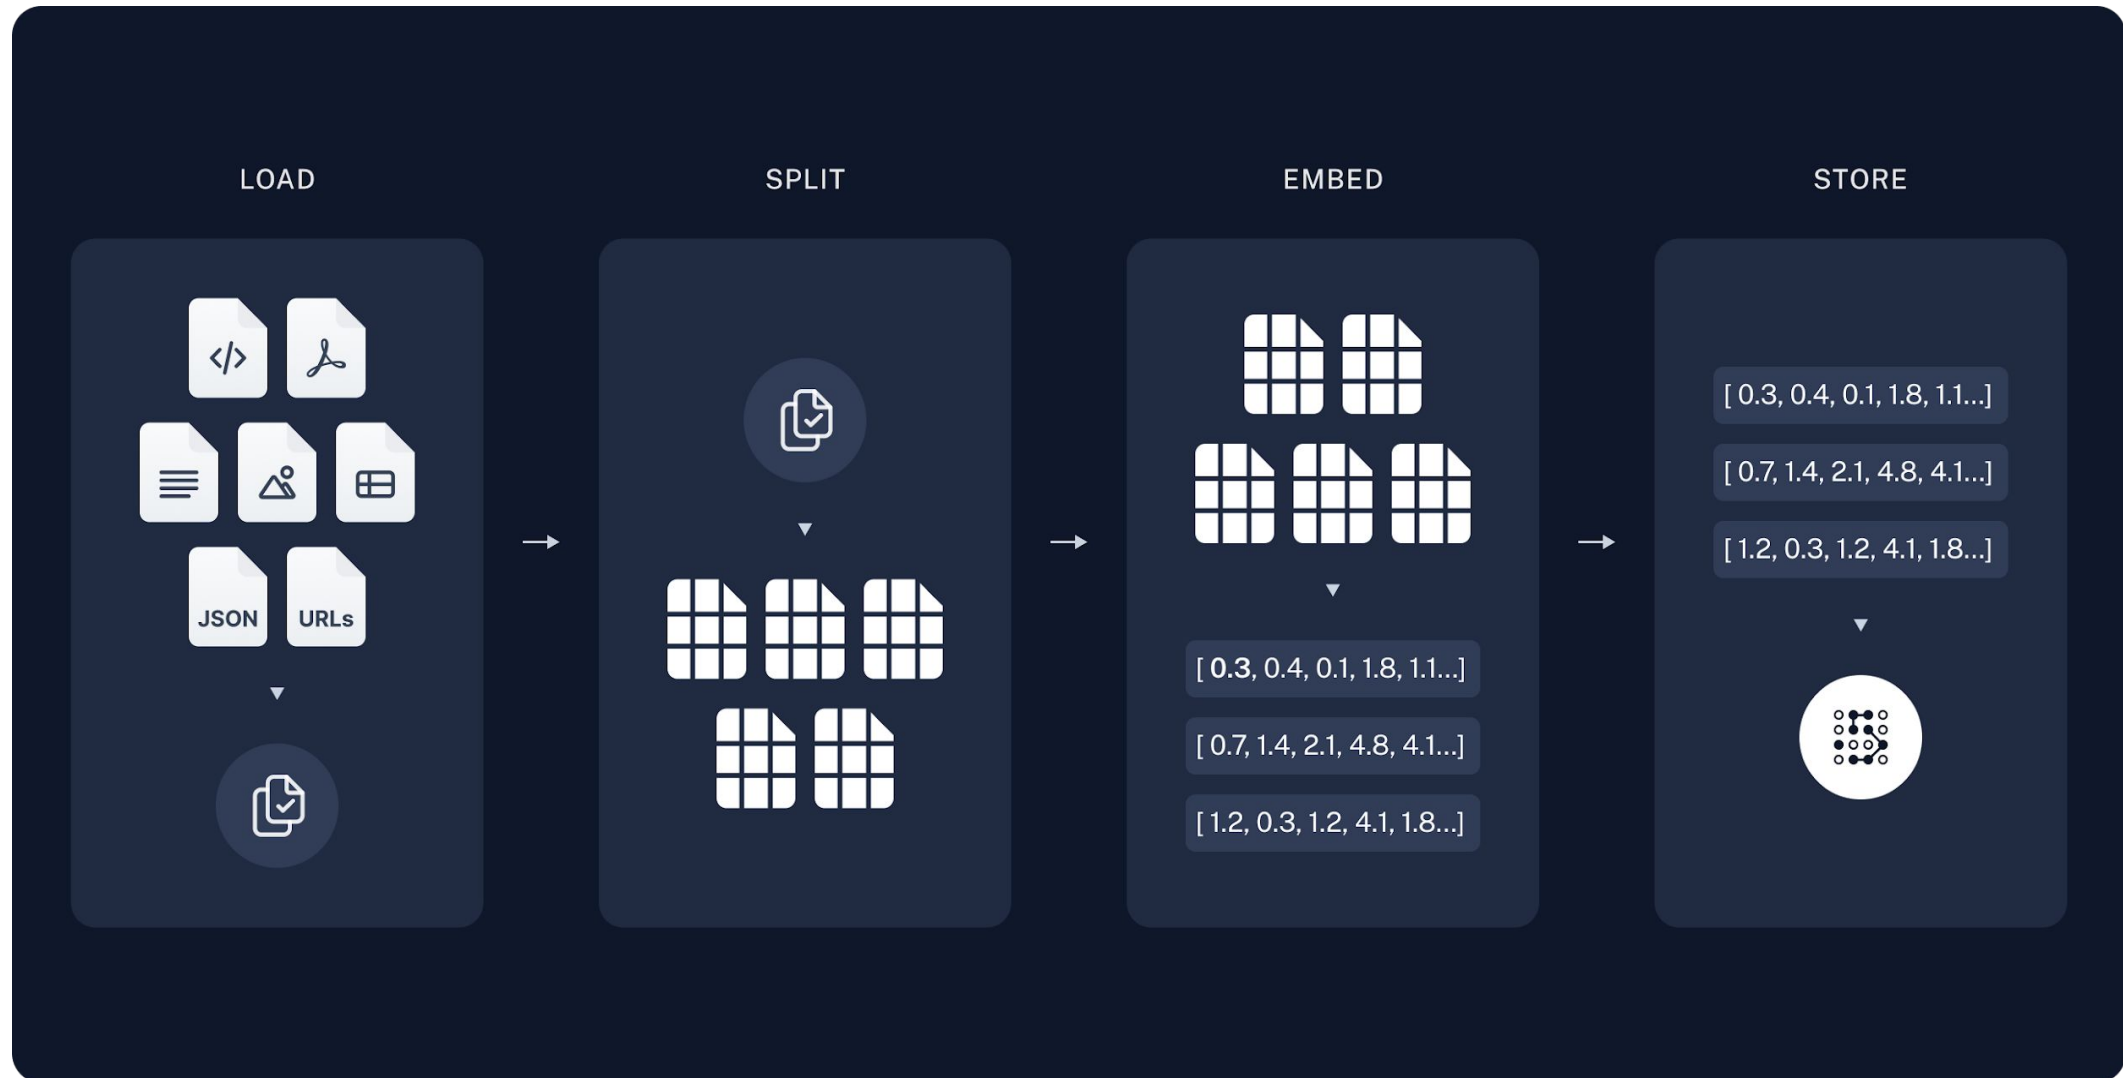 LOAD
SPLIT
EMBED
STORE
</>
JSON
URLs
[ 0.3, 0.4, 0.1, 1.8, 1.1...]
[ 0.7, 1.4, 2.1, 4.8, 4.1...]
[ 1.2, 0.3, 1.2, 4.1, 1.8...]
[ 0.3, 0.4, 0.1, 1.8, 1.1...]
[ 0.7, 1.4, 2.1, 4.8, 4.1...]
[ 1.2, 0.3, 1.2, 4.1, 1.8...]